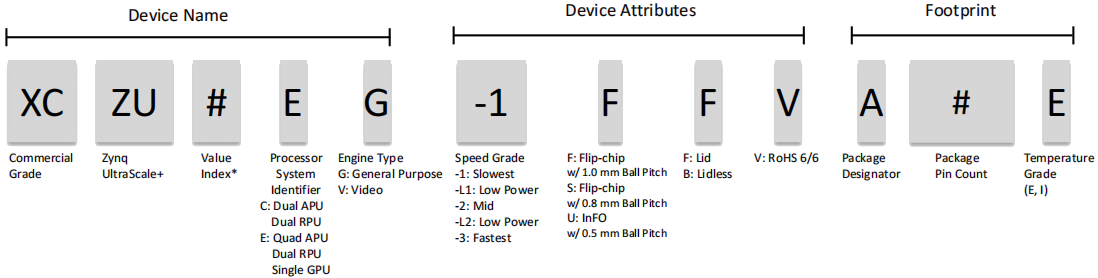 Device Name
Device Attributes
Footprint
XC
ZU
#
E
G
-1
F
F
V
A
#
E
Commercial
Grade
Zynq
UltraScale+
Value
Index*
Processor
System
Identifier
C: Dual APU
Dual RPU
E: Quad APU
Dual RPU
Single GPU
Engine Type
G: General Purpose
V: Video
Speed Grade
-1: Slowest
-L1: Low Power
-2: Mid
-L2: Low Power
-3: Fastest
F: Flip-chip
w/ 1.0 mm Ball Pitch
S: Flip-chip
w/ 0.8 mm Ball Pitch
U: InFO
w/ 0.5 mm Ball Pitch
F: Lid
B: Lidless
V: RoHS 6/6
Package
Designator
Package
Pin Count
Temperature
Grade
(E, I)